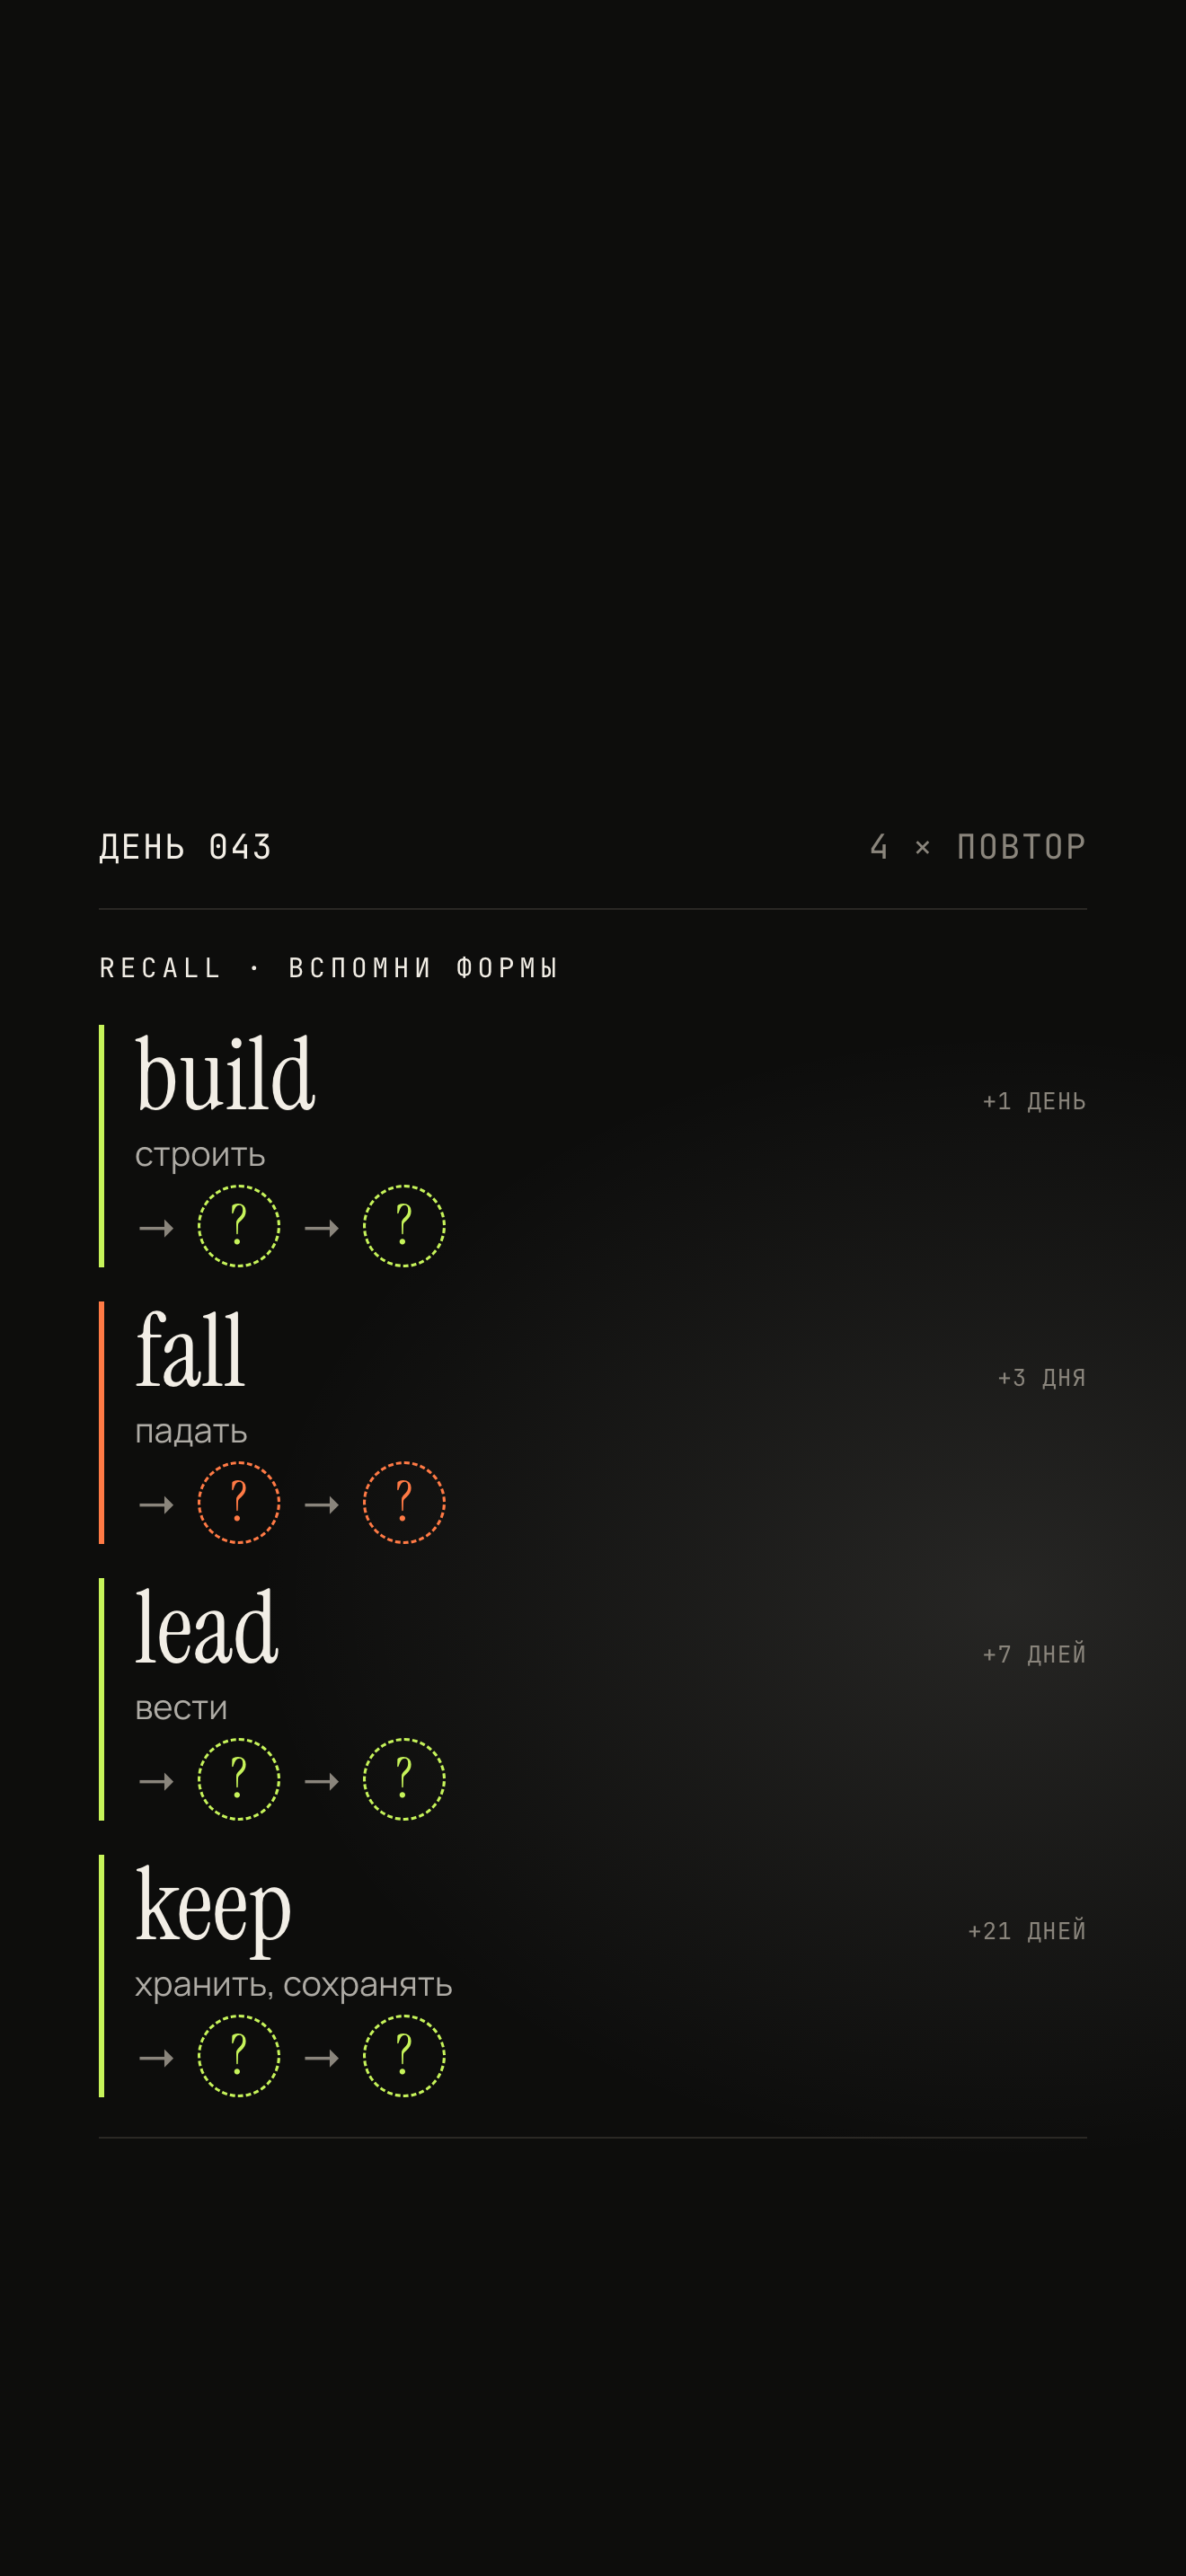 ДЕНЬ 043
4 × ПОВТОР
RECALL · ВСПОМНИ ФОРМЫ
build
+1 ДЕНЬ
строить
→ ? → ?
fall
+3 ДНЯ
падать
→ ? → ?
lead
+7 ДНЕЙ
вести
→ ? → ?
keep
+21 ДНЕЙ
хранить, сохранять
→ ? → ?